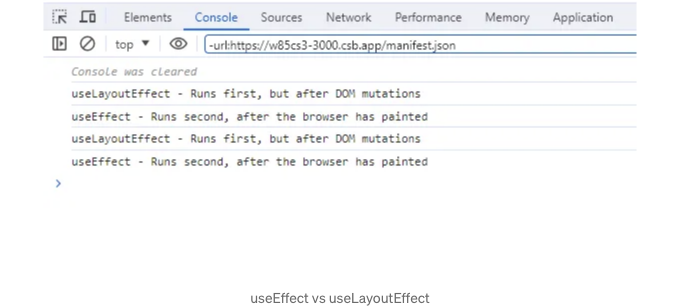 Elements Console Sources Network Performance Memory Application
top ▼ -url:https://w85cs3-3000.csb.app/manifest.json
Console was cleared
useLayoutEffect - Runs first, but after DOM mutations
useEffect - Runs second, after the browser has painted
useLayoutEffect - Runs first, but after DOM mutations
useEffect - Runs second, after the browser has painted
>
useEffect vs useLayoutEffect